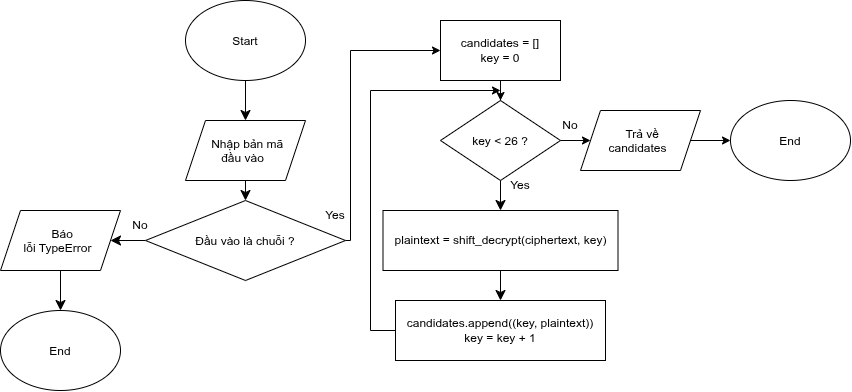 Start
Nhập bản mã
đầu vào
Đầu vào là chuỗi ?
No
Yes
Báo
lỗi TypeError
End
candidates = []
key = 0
key < 26 ?
No
Yes
Trả về
candidates
End
plaintext = shift_decrypt(ciphertext, key)
candidates.append((key, plaintext))
key = key + 1